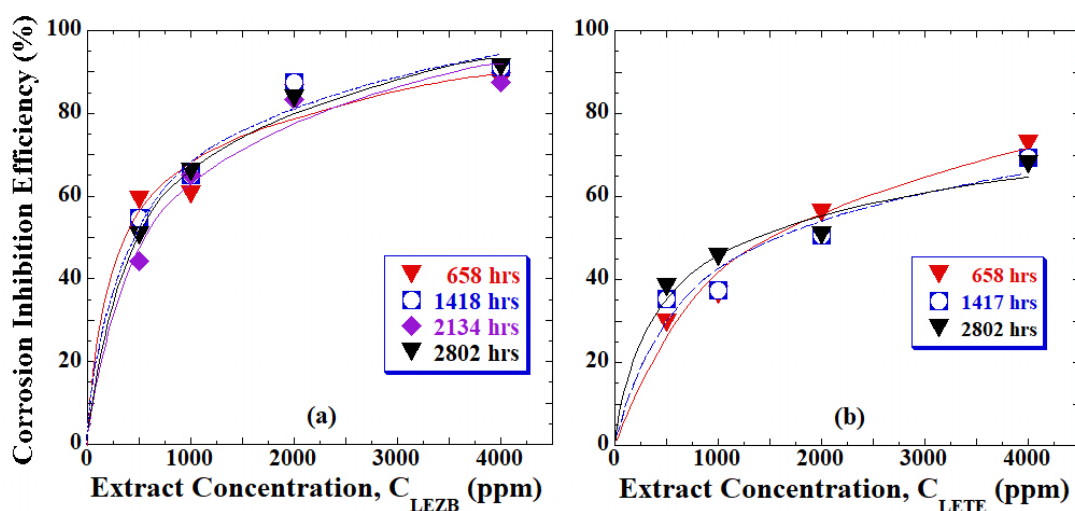 Corrosion Inhibition Efficiency (%)
100
80
60
40
20
0
658 hrs
1418 hrs
2134 hrs
2802 hrs
(a)
0 1000 2000 3000 4000
Extract Concentration, C_LEZB (ppm)
100
80
60
40
20
0
658 hrs
1417 hrs
2802 hrs
(b)
0 1000 2000 3000 4000
Extract Concentration, C_LETE (ppm)